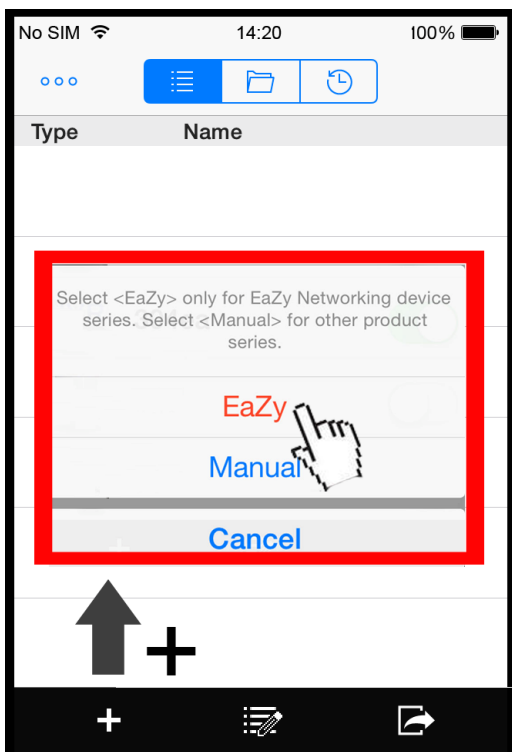 No SIM 14:20 100%
Type Name
Select <EaZy> only for EaZy Networking device
series. Select <Manual> for other product
series.
EaZy
Manual
Cancel
+
+